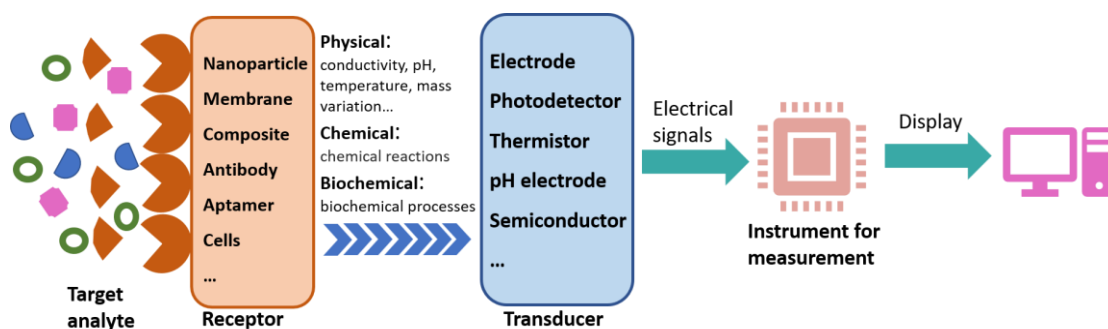 Target
analyte
Nanoparticle
Membrane
Composite
Antibody
Aptamer
Cells
...
Receptor
Physical:
conductivity, pH,
temperature, mass
variation...
Chemical:
chemical reactions
Biochemical:
biochemical processes
Electrode
Photodetector
Thermistor
pH electrode
Semiconductor
...
Transducer
Electrical
signals
Instrument for
measurement
Display